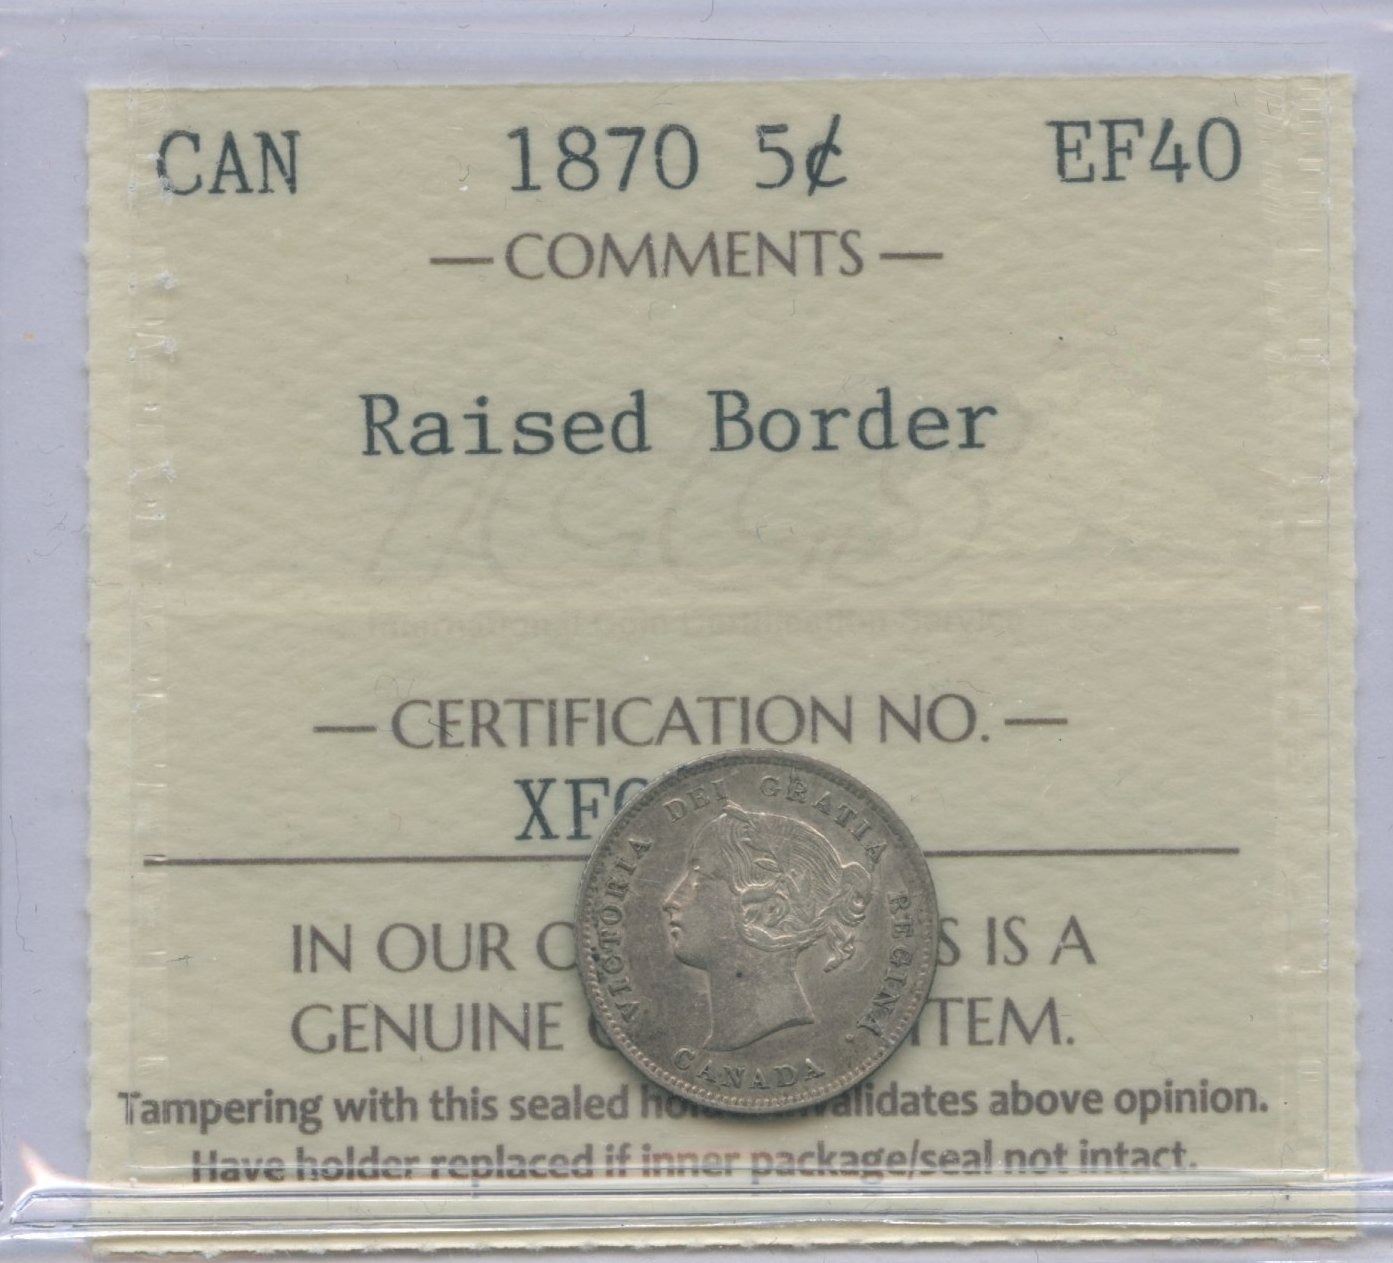 CAN 1870 5¢ EF40
— COMMENTS —
Raised Border
— CERTIFICATION NO. —
XF
VICTORIA DEI GRATIA REGINA.
CANADA
IN OUR S IS A
GENUINE TEM.
Tampering with this sealed ho alidates above opinion.
Have holder replaced if inner package/seal not intact.